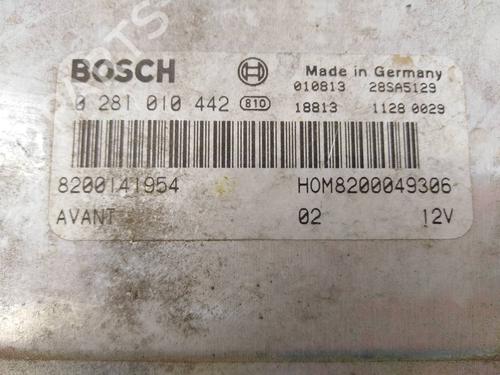 BOSCH Made in Germany
010813 28SA5129
0 281 010 442 810 18813 1128 0029
8200141954 HOM8200049306
AVANT 02 12V